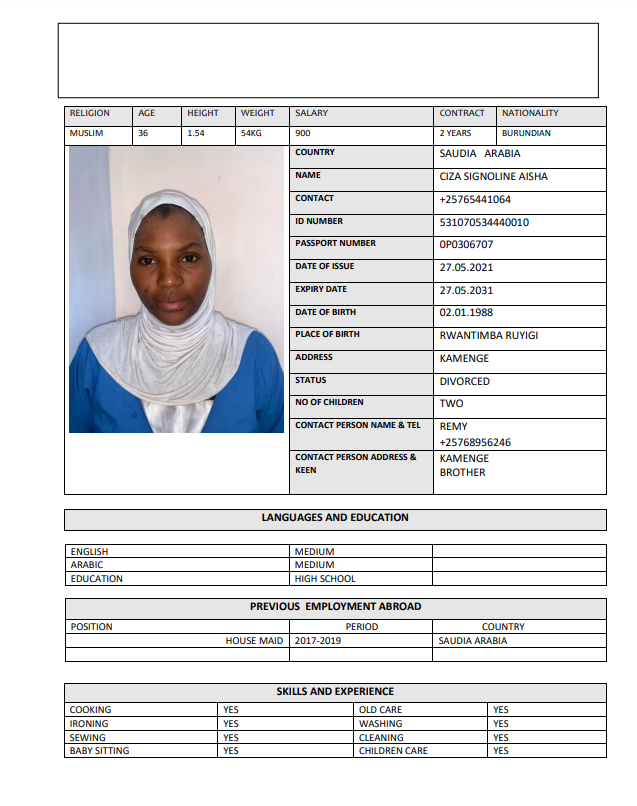 RELIGION AGE HEIGHT WEIGHT SALARY CONTRACT NATIONALITY
MUSLIM 36 1.54 54KG 900 2 YEARS BURUNDIAN
COUNTRY SAUDIA ARABIA
NAME CIZA SIGNOLINE AISHA
CONTACT +25765441064
ID NUMBER 531070534440010
PASSPORT NUMBER 0P0306707
DATE OF ISSUE 27.05.2021
EXPIRY DATE 27.05.2031
DATE OF BIRTH 02.01.1988
PLACE OF BIRTH RWANTIMBA RUYIGI
ADDRESS KAMENGE
STATUS DIVORCED
NO OF CHILDREN TWO
CONTACT PERSON NAME & TEL REMY
+25768956246
CONTACT PERSON ADDRESS & KAMENGE
KEEN BROTHER
LANGUAGES AND EDUCATION
ENGLISH MEDIUM
ARABIC MEDIUM
EDUCATION HIGH SCHOOL
PREVIOUS EMPLOYMENT ABROAD
POSITION PERIOD COUNTRY
HOUSE MAID 2017-2019 SAUDIA ARABIA
SKILLS AND EXPERIENCE
COOKING YES OLD CARE YES
IRONING YES WASHING YES
SEWING YES CLEANING YES
BABY SITTING YES CHILDREN CARE YES